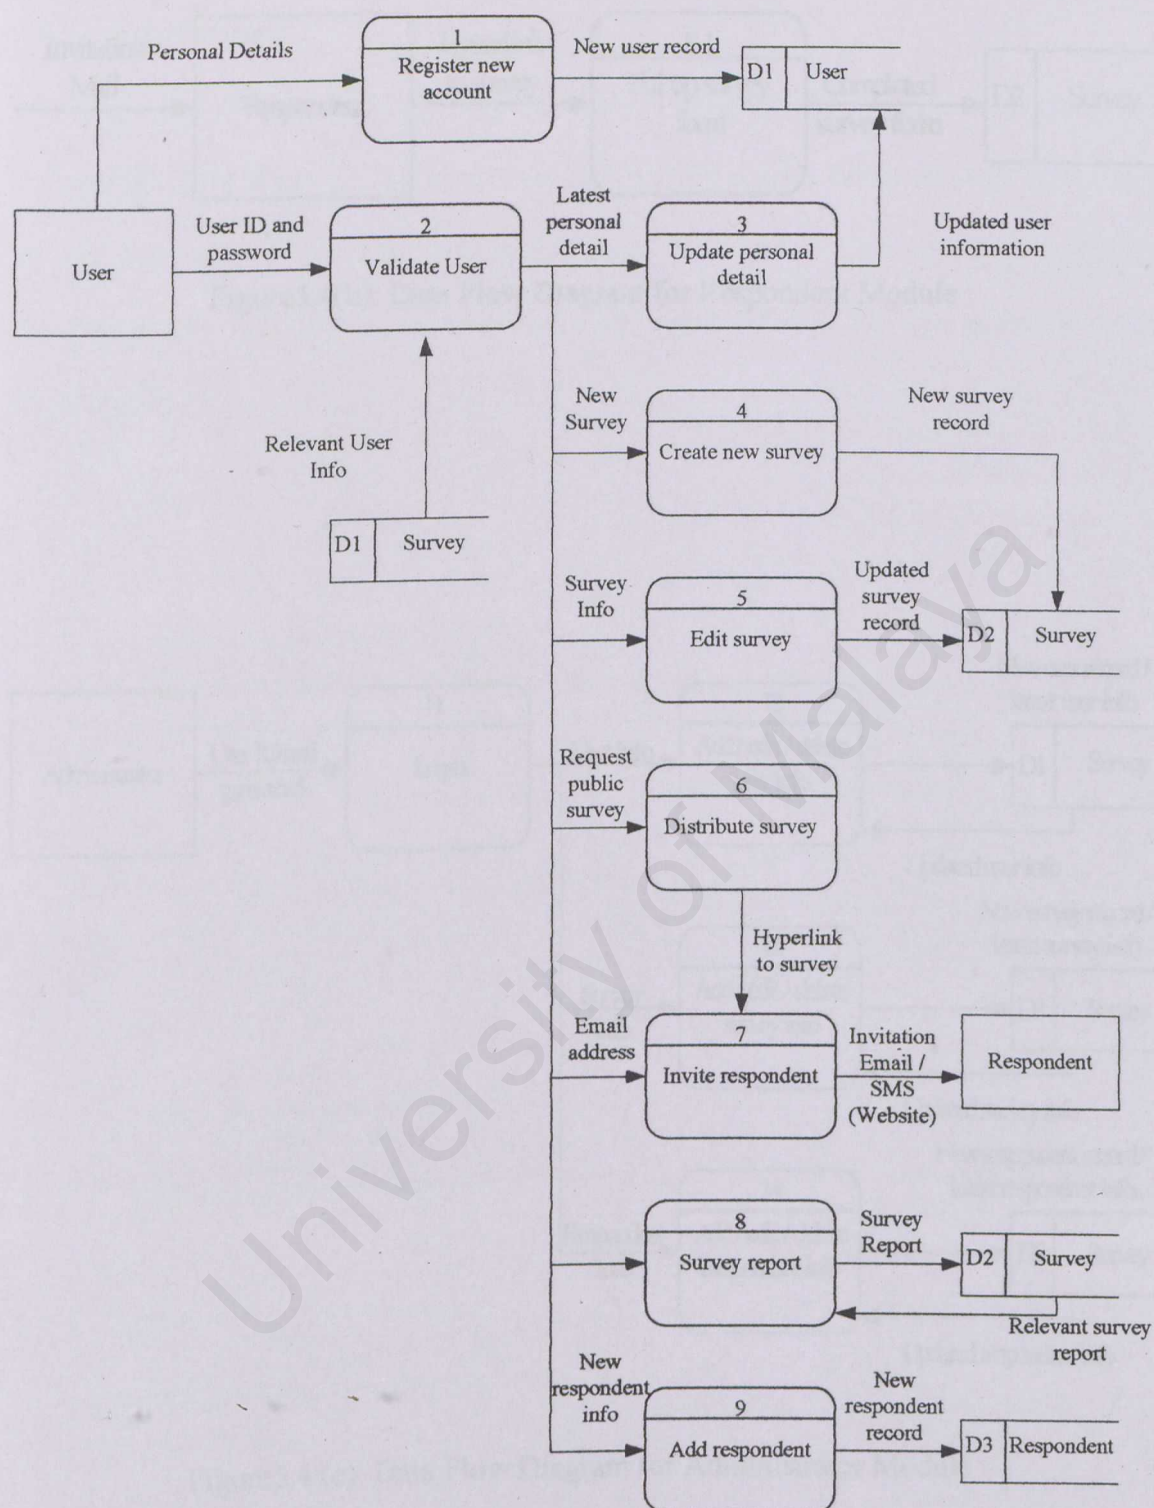 Personal Details
1
Register new
account
New user record
D1
User
User
User ID and
password
2
Validate User
Latest
personal
detail
3
Update personal
detail
Updated user
information
Relevant User
Info
D1
Survey
New
Survey
4
Create new survey
New survey
record
Survey
Info
5
Edit survey
Updated
survey
record
D2
Survey
Request
public
survey
6
Distribute survey
Hyperlink
to survey
Email
address
7
Invite respondent
Invitation
Email /
SMS
(Website)
Respondent
8
Survey report
Survey
Report
D2
Survey
Relevant survey
report
New
respondent
info
9
Add respondent
New
respondent
record
D3
Respondent
University of Malaya